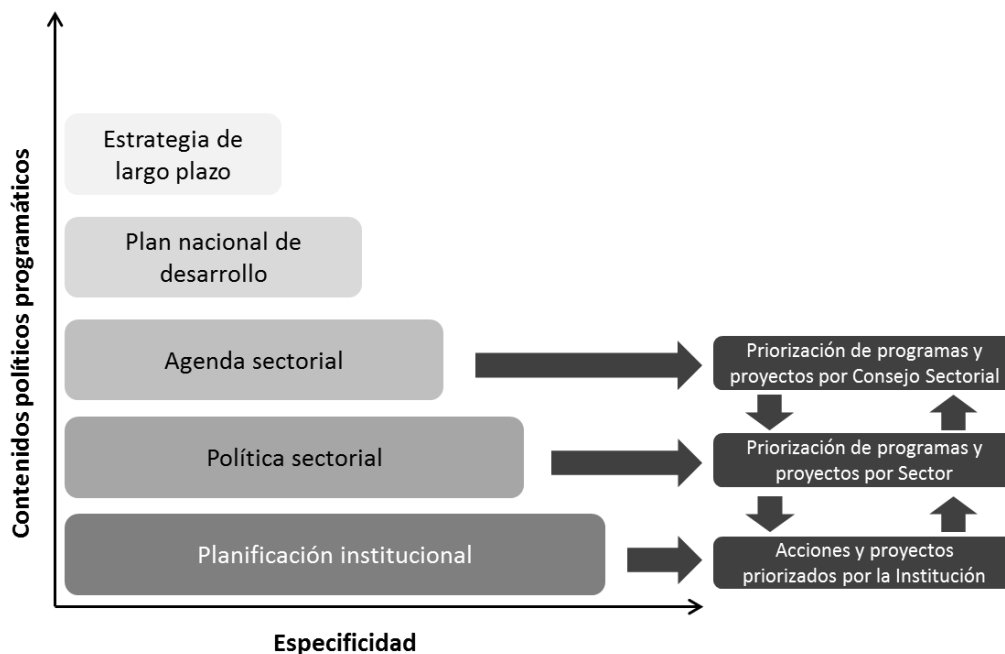 Contenidos políticos programáticos
Estrategia de
largo plazo
Plan nacional de
desarrollo
Agenda sectorial
Priorización de programas y
proyectos por Consejo Sectorial
Política sectorial
Priorización de programas y
proyectos por Sector
Planificación institucional
Acciones y proyectos
priorizados por la Institución
Especificidad